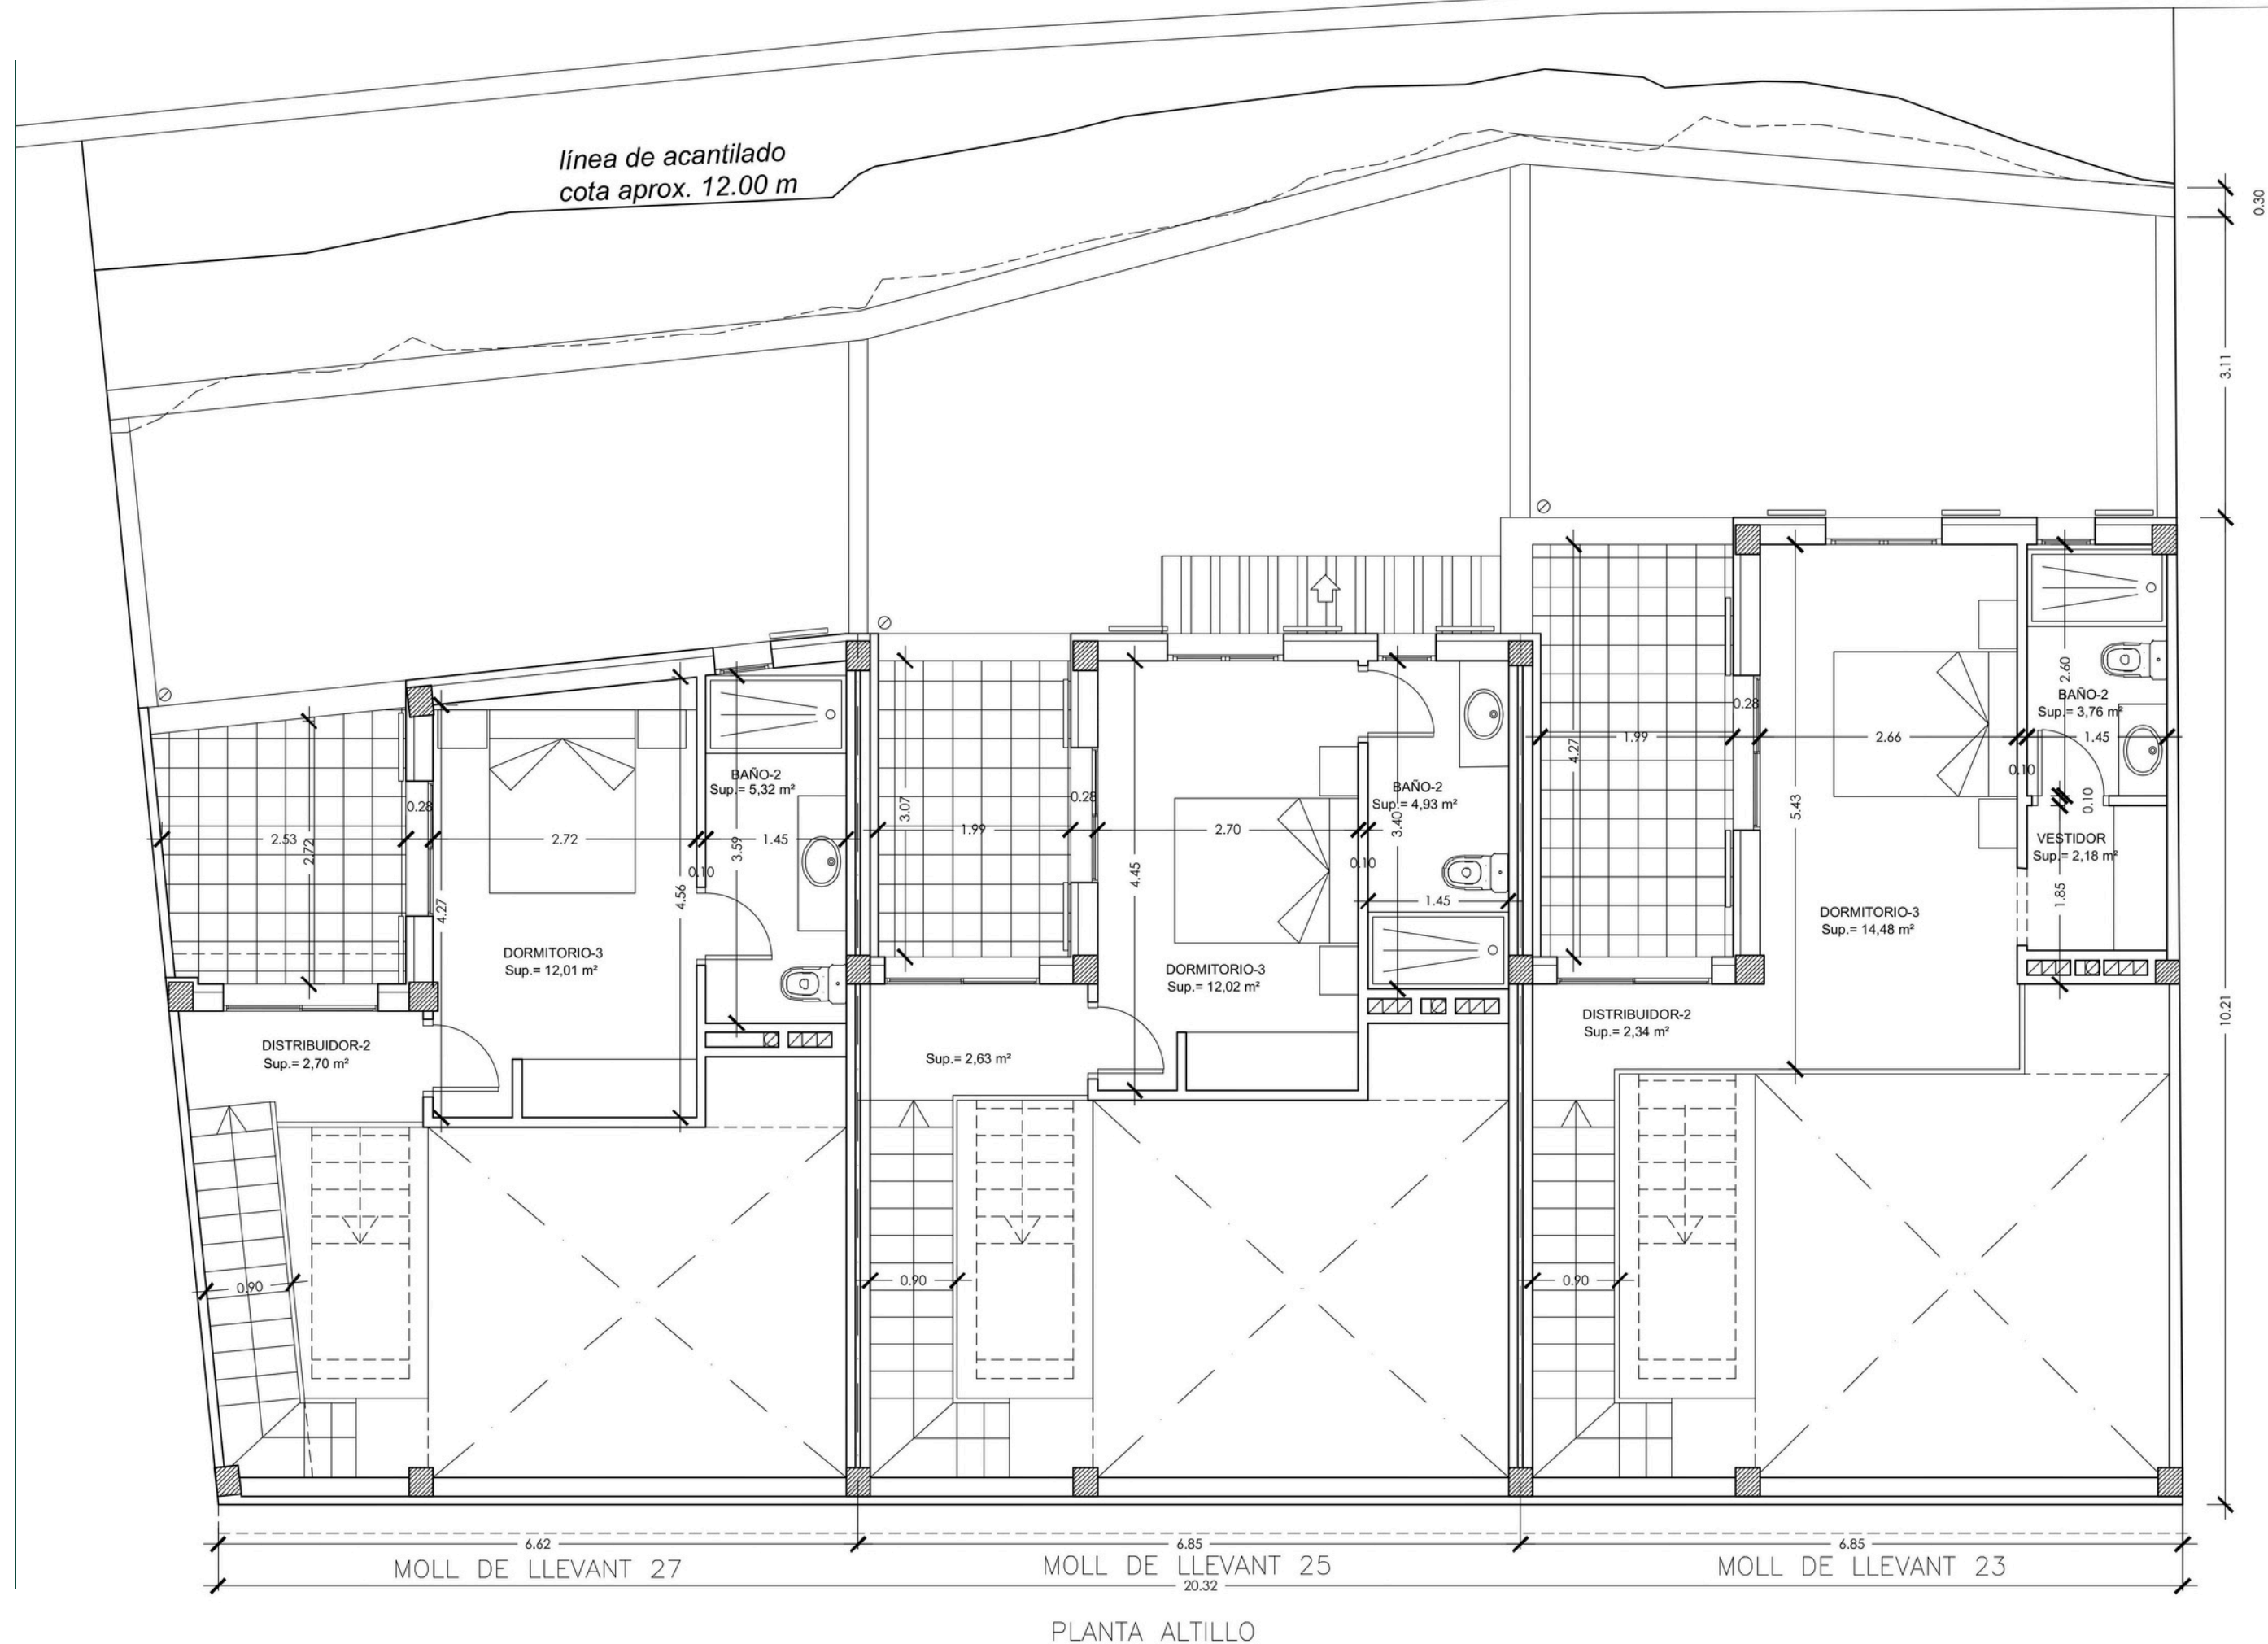 línea de acantilado
cota aprox. 12.00 m
0.30
3.11
10.21
2.53
2.72
0.28
4.27
2.72
4.56
0.10
3.59
1.45
BAÑO-2
Sup.= 5,32 m²
DORMITORIO-3
Sup.= 12,01 m²
DISTRIBUIDOR-2
Sup.= 2,70 m²
0.90
3.07
1.99
0.28
4.45
2.70
0.10
3.40
1.45
BAÑO-2
Sup.= 4,93 m²
DORMITORIO-3
Sup.= 12,02 m²
Sup.= 2,63 m²
0.90
4.27
1.99
0.28
5.43
2.66
0.10
2.60
BAÑO-2
Sup.= 3,76 m²
1.45
0.10
VESTIDOR
Sup.= 2,18 m²
1.85
DORMITORIO-3
Sup.= 14,48 m²
DISTRIBUIDOR-2
Sup.= 2,34 m²
0.90
6.62
6.85
6.85
MOLL DE LLEVANT 27
MOLL DE LLEVANT 25
MOLL DE LLEVANT 23
20.32
PLANTA ALTILLO